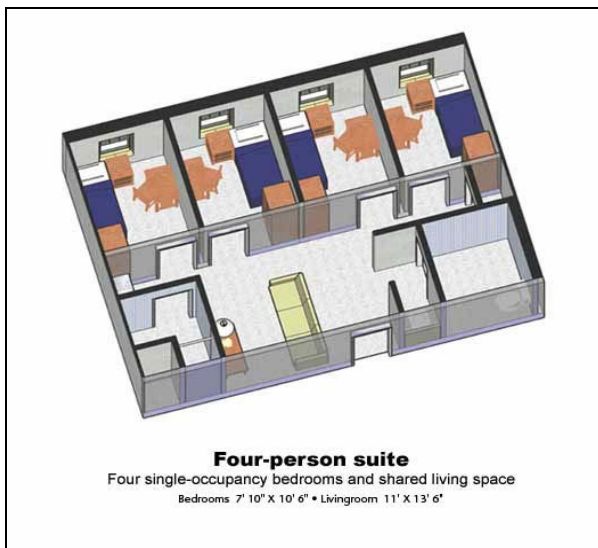 Four-person suite
Four single-occupancy bedrooms and shared living space
Bedrooms 7' 10" X 10' 6" • Livingroom 11' X 13' 6"